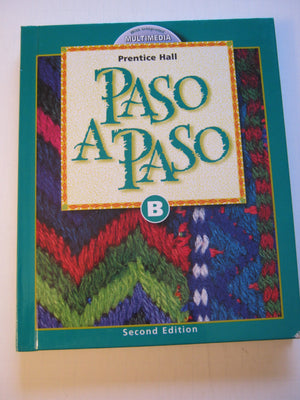 MULTIMEDIA
Prentice Hall
PASO
A PASO
B
Second Edition